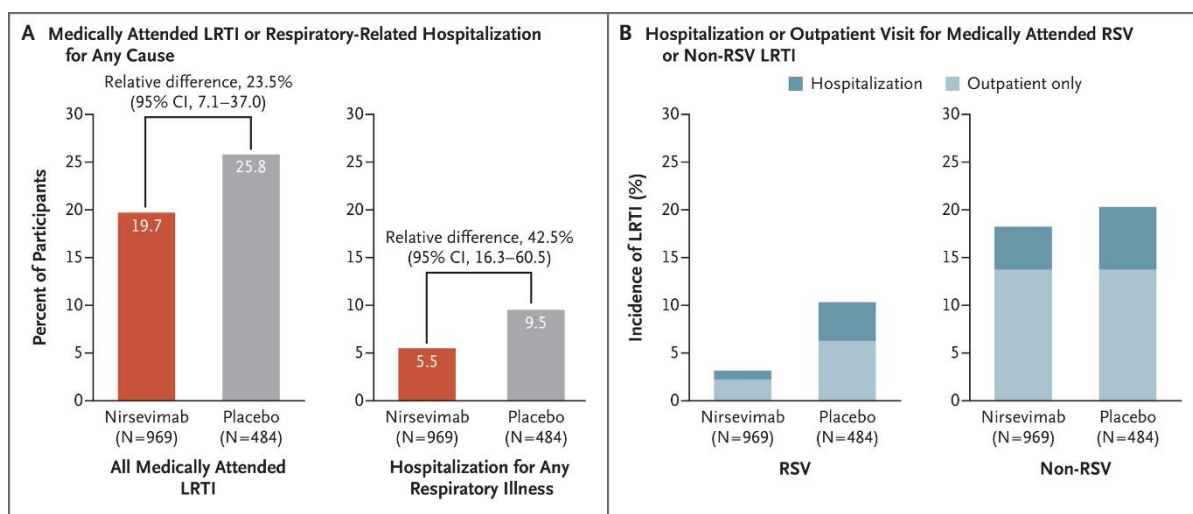 A Medically Attended LRTI or Respiratory-Related Hospitalization
for Any Cause
Relative difference, 23.5%
(95% CI, 7.1–37.0)
Percent of Participants
30
25
20
15
10
5
0
19.7
25.8
Nirsevimab
(N=969)
Placebo
(N=484)
All Medically Attended
LRTI
Relative difference, 42.5%
(95% CI, 16.3–60.5)
30
25
20
15
10
5
0
5.5
9.5
Nirsevimab
(N=969)
Placebo
(N=484)
Hospitalization for Any
Respiratory Illness
B Hospitalization or Outpatient Visit for Medically Attended RSV
or Non-RSV LRTI
Hospitalization
Outpatient only
Incidence of LRTI (%)
30
25
20
15
10
5
0
Nirsevimab
(N=969)
Placebo
(N=484)
RSV
30
25
20
15
10
5
0
Nirsevimab
(N=969)
Placebo
(N=484)
Non-RSV